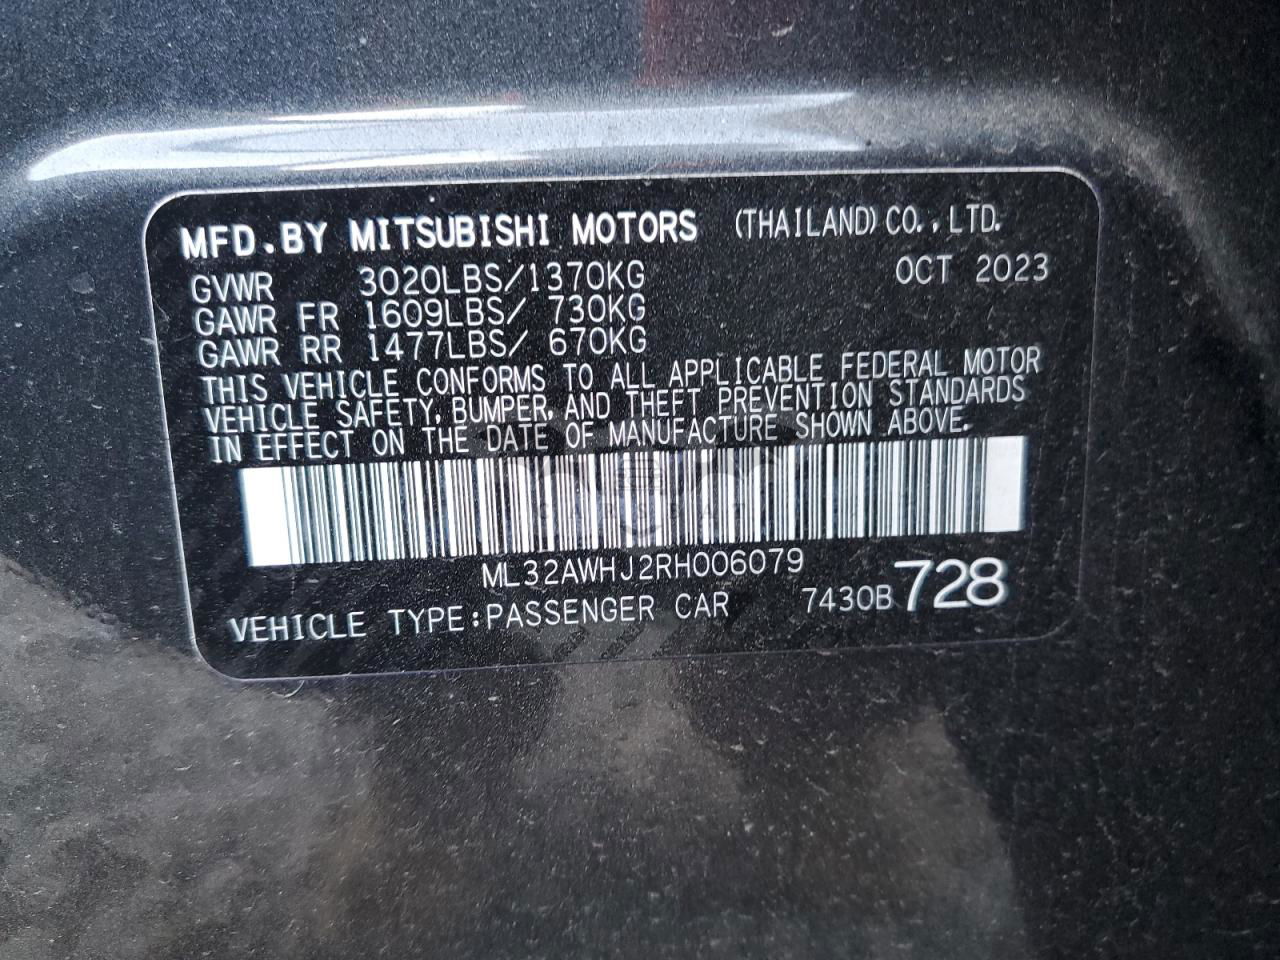 MFD.BY MITSUBISHI MOTORS (THAILAND) CO.,LTD.
GVWR 3020LBS/1370KG OCT 2023
GAWR FR 1609LBS/ 730KG
GAWR RR 1477LBS/ 670KG
THIS VEHICLE CONFORMS TO ALL APPLICABLE FEDERAL MOTOR
VEHICLE SAFETY, BUMPER, AND THEFT PREVENTION STANDARDS
IN EFFECT ON THE DATE OF MANUFACTURE SHOWN ABOVE.
ML32AWHJ2RH006079
VEHICLE TYPE:PASSENGER CAR 7430B 728